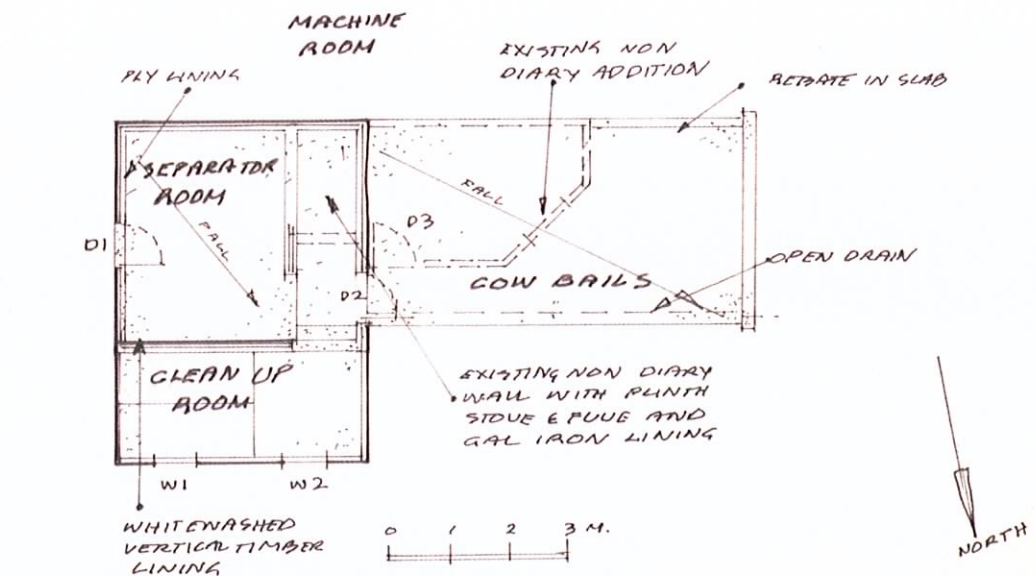 MACHINE
ROOM
PLY LINING
EXISTING NON
DIARY ADDITION
REBATE IN SLAB
SEPARATOR
ROOM
FALL
D1
FALL
D3
D2
COW BAILS
OPEN DRAIN
CLEAN UP
ROOM
EXISTING NON DIARY
WALL WITH PLINTH
STOVE & FLUE AND
GAL IRON LINING
W1
W2
WHITEWASHED
VERTICAL TIMBER
LINING
0 1 2 3 M.
NORTH